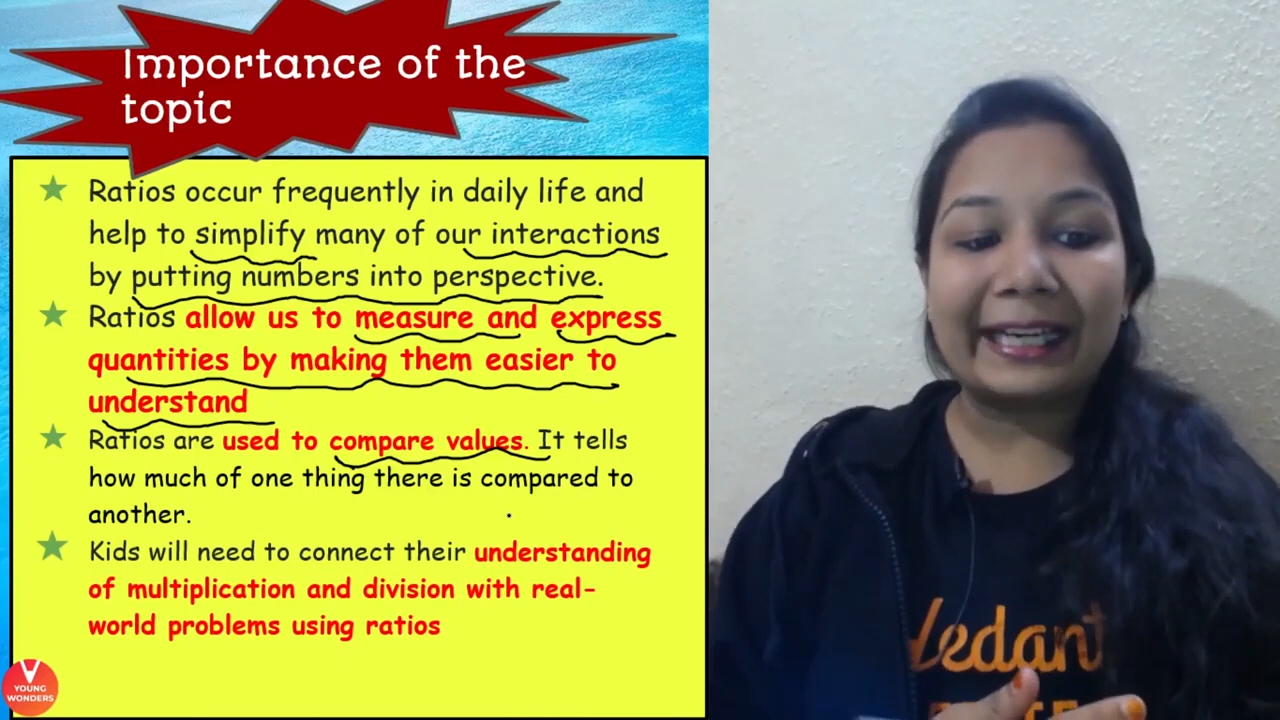 Importance of the
topic
Ratios occur frequently in daily life and
help to simplify many of our interactions
by putting numbers into perspective.
Ratios allow us to measure and express
quantities by making them easier to
understand
Ratios are used to compare values. It tells
how much of one thing there is compared to
another.
Kids will need to connect their understanding
of multiplication and division with real-
world problems using ratios
V
YOUNG
WONDERS
Vedant